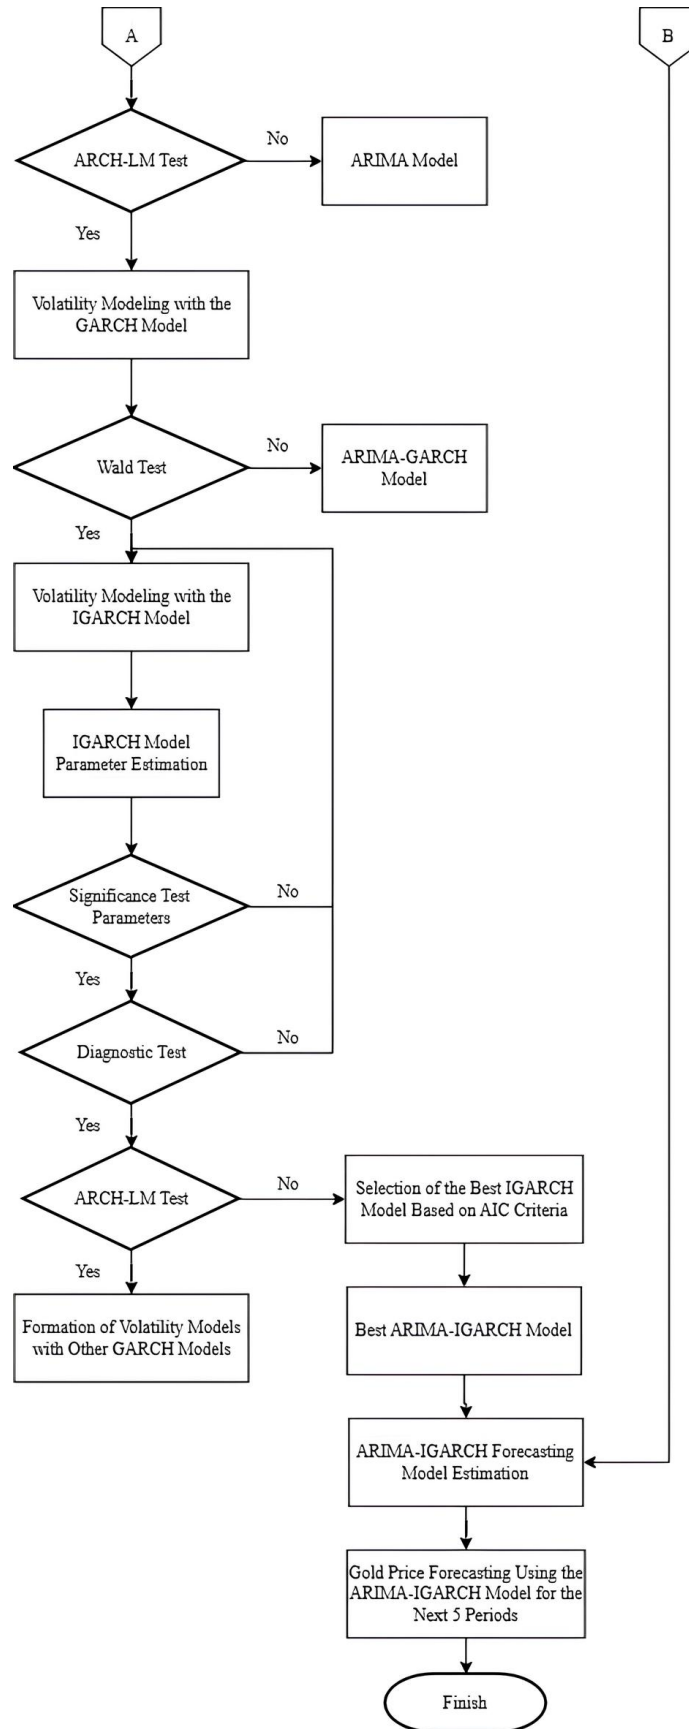 A
B
ARCH-LM Test
No
ARIMA Model
Yes
Volatility Modeling with the
GARCH Model
Wald Test
No
ARIMA-GARCH
Model
Yes
Volatility Modeling with the
IGARCH Model
IGARCH Model
Parameter Estimation
Significance Test
Parameters
No
Yes
Diagnostic Test
No
Yes
ARCH-LM Test
No
Selection of the Best IGARCH
Model Based on AIC Criteria
Yes
Formation of Volatility Models
with Other GARCH Models
Best ARIMA-IGARCH Model
ARIMA-IGARCH Forecasting
Model Estimation
Gold Price Forecasting Using the
ARIMA-IGARCH Model for the
Next 5 Periods
Finish